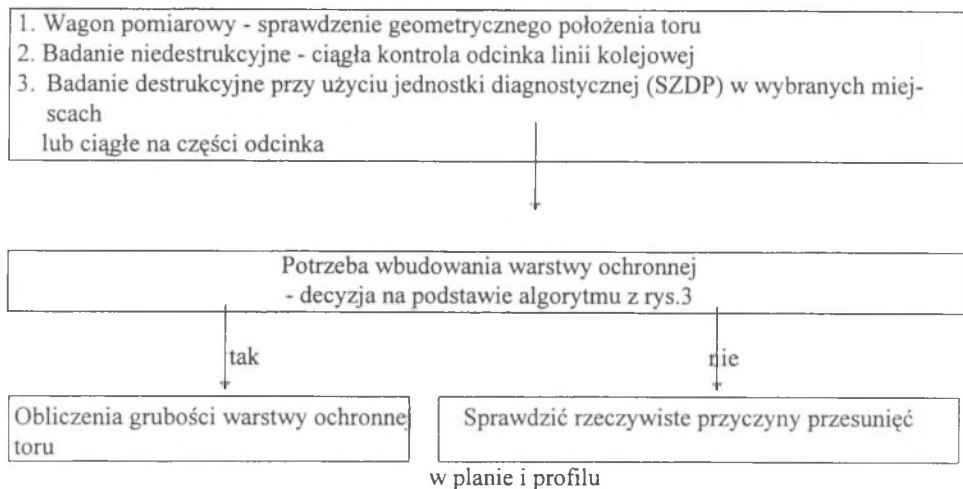 1. Wagon pomiarowy - sprawdzenie geometrycznego położenia toru
2. Badanie niedestrukcyjne - ciągła kontrola odcinka linii kolejowej
3. Badanie destrukcyjne przy użyciu jednostki diagnostycznej (SZDP) w wybranych miej-
scach
lub ciągłe na części odcinka
Potrzeba wbudowania warstwy ochronnej
- decyzja na podstawie algorytmu z rys.3
tak
nie
Obliczenia grubości warstwy ochronnej
toru
Sprawdzić rzeczywiste przyczyny przesunięć
w planie i profilu